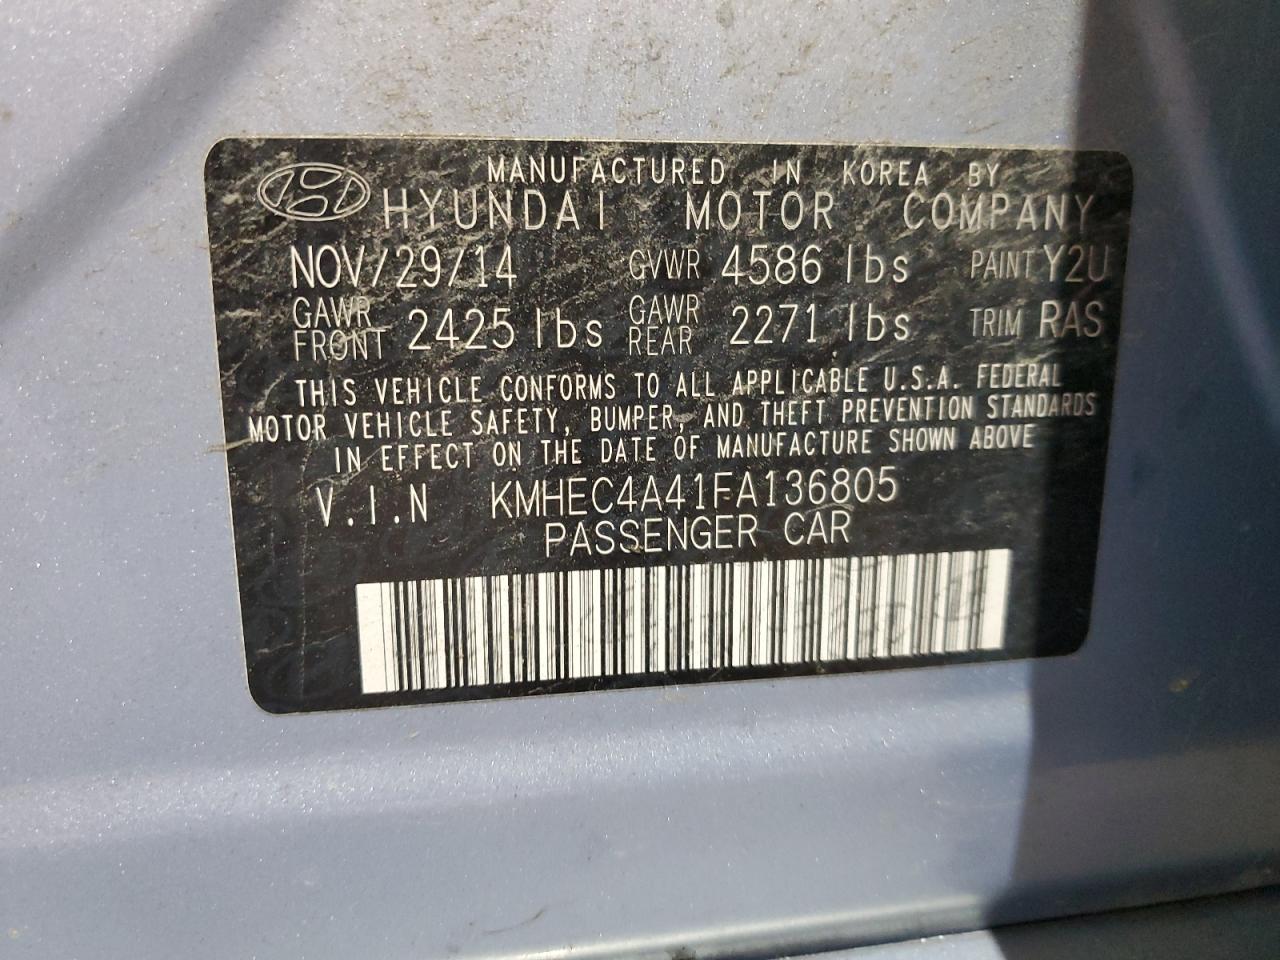 MANUFACTURED IN KOREA BY
HYUNDAI MOTOR COMPANY
NOV/29/14 GVWR 4586 lbs PAINT Y2U
GAWR FRONT 2425 lbs GAWR REAR 2271 lbs TRIM RAS
THIS VEHICLE CONFORMS TO ALL APPLICABLE U.S.A. FEDERAL
MOTOR VEHICLE SAFETY, BUMPER, AND THEFT PREVENTION STANDARDS
IN EFFECT ON THE DATE OF MANUFACTURE SHOWN ABOVE
V.I.N KMHEC4A41FA136805
PASSENGER CAR